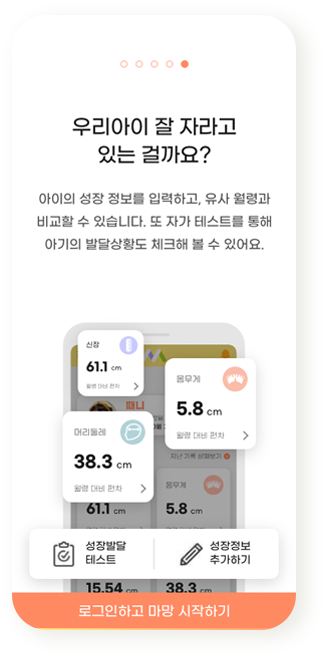 우리아이 잘 자라고
있는 걸까요?
아이의 성장 정보를 입력하고, 유사 월령과
비교할 수 있습니다. 또 자가 테스트를 통해
아기의 발달상황도 체크해 볼 수 있어요.
신장
61.1 cm
월령 대비 편차
몸무게
5.8 cm
월령 대비 편차
때니
머리둘레
38.3 cm
월령 대비 편차
지난 기록 살펴보기
몸무게
61.1 cm
5.8 cm
성장발달
테스트
성장정보
추가하기
15.54 cm
38.3 cm
로그인하고 마망 시작하기